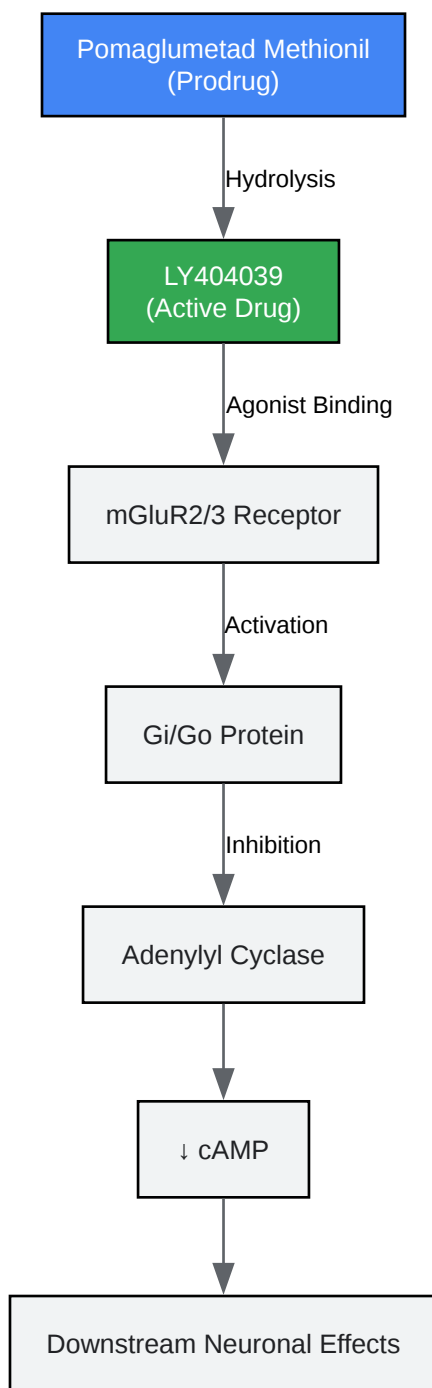 Pomaglumetad Methionil
(Prodrug)
Hydrolysis
LY404039
(Active Drug)
Agonist Binding
mGluR2/3 Receptor
Activation
Gi/Go Protein
Inhibition
Adenylyl Cyclase
↓ cAMP
Downstream Neuronal Effects